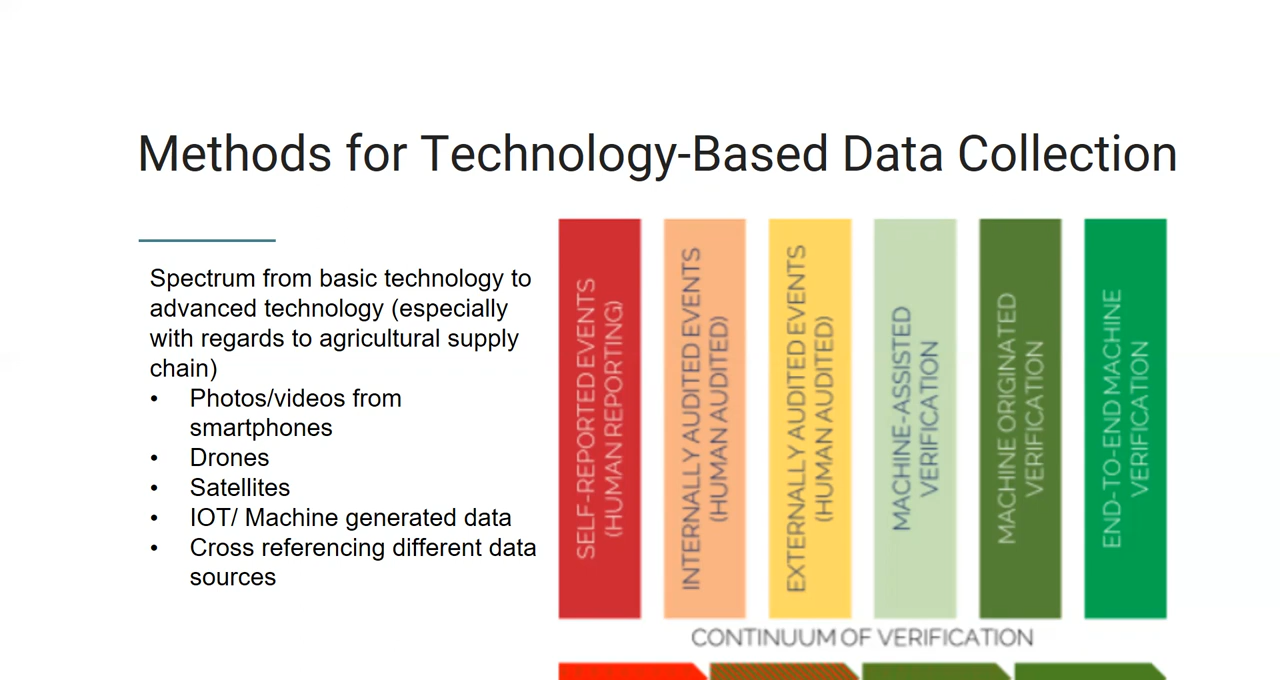 Methods for Technology-Based Data Collection
Spectrum from basic technology to
advanced technology (especially
with regards to agricultural supply
chain)
• Photos/videos from
smartphones
• Drones
• Satellites
• IOT/ Machine generated data
• Cross referencing different data
sources
SELF-REPORTED EVENTS
(HUMAN REPORTING)
INTERNALLY AUDITED EVENTS
(HUMAN AUDITED)
EXTERNALLY AUDITED EVENTS
(HUMAN AUDITED)
MACHINE-ASSISTED
VERIFICATION
MACHINE ORIGINATED
VERIFICATION
END-TO-END MACHINE
VERIFICATION
CONTINUUM OF VERIFICATION